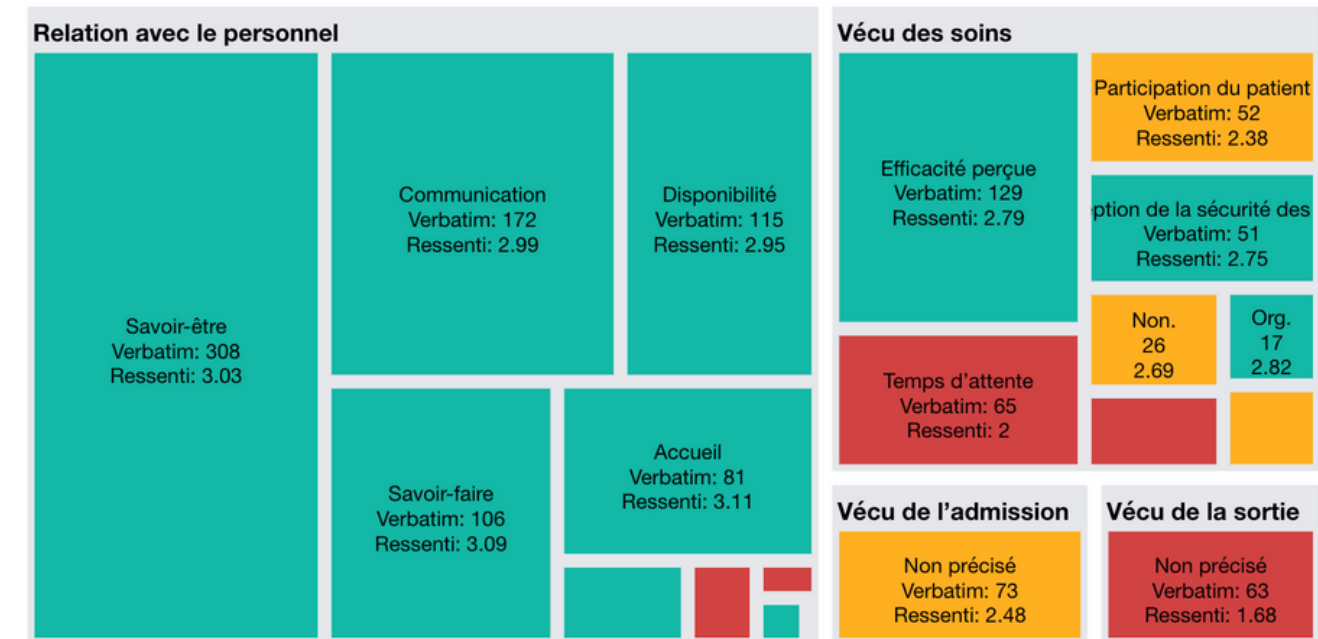 Relation avec le personnel
Savoir-être
Verbatim: 308
Ressenti: 3.03
Communication
Verbatim: 172
Ressenti: 2.99
Disponibilité
Verbatim: 115
Ressenti: 2.95
Savoir-faire
Verbatim: 106
Ressenti: 3.09
Accueil
Verbatim: 81
Ressenti: 3.11
Vécu des soins
Efficacité perçue
Verbatim: 129
Ressenti: 2.79
Participation du patient
Verbatim: 52
Ressenti: 2.38
ption de la sécurité des
Verbatim: 51
Ressenti: 2.75
Temps d’attente
Verbatim: 65
Ressenti: 2
Non.
26
2.69
Org.
17
2.82
Vécu de l’admission
Non précisé
Verbatim: 73
Ressenti: 2.48
Vécu de la sortie
Non précisé
Verbatim: 63
Ressenti: 1.68